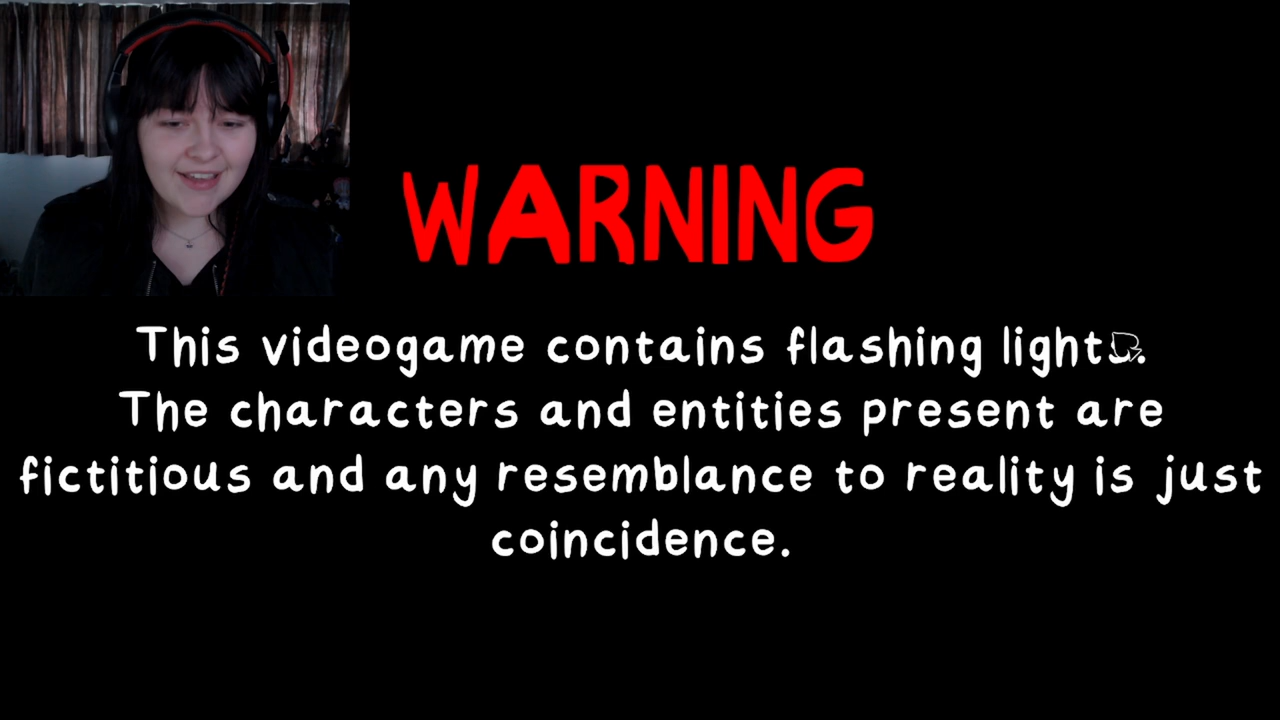 WARNING
This videogame contains flashing lights.
The characters and entities present are
fictitious and any resemblance to reality is just
coincidence.